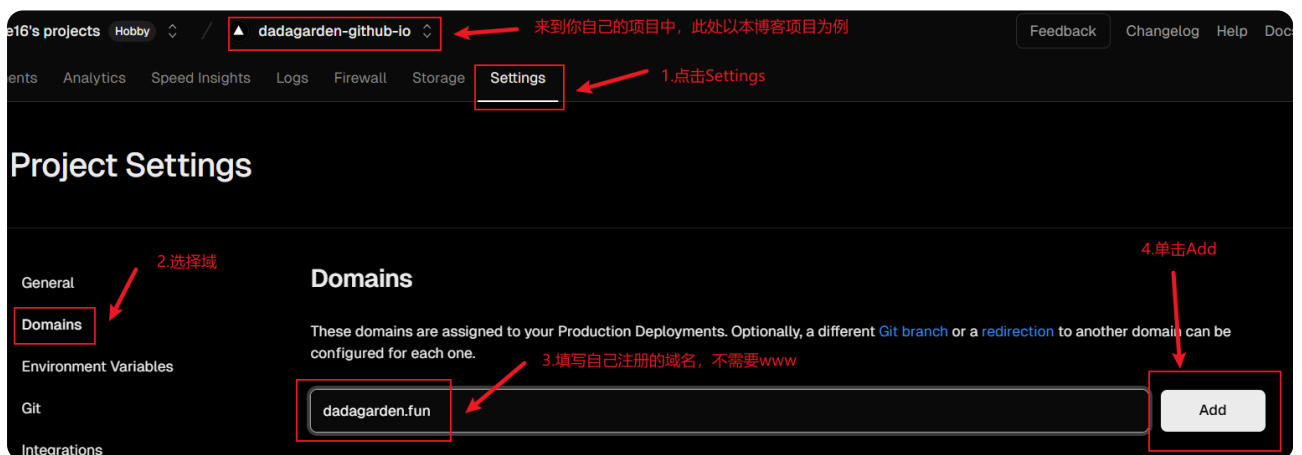 e16's projects Hobby / dadagarden-github-io 来到你自己的项目中，此处以本博客项目为例 Feedback Changelog Help Docs
ents Analytics Speed Insights Logs Firewall Storage Settings 1.点击Settings
Project Settings
2.选择域
4.单击Add
General
Domains
Domains
These domains are assigned to your Production Deployments. Optionally, a different Git branch or a redirection to another domain can be
configured for each one.
3.填写自己注册的域名，不需要www
Environment Variables
Git
dadagarden.fun
Add
Integrations